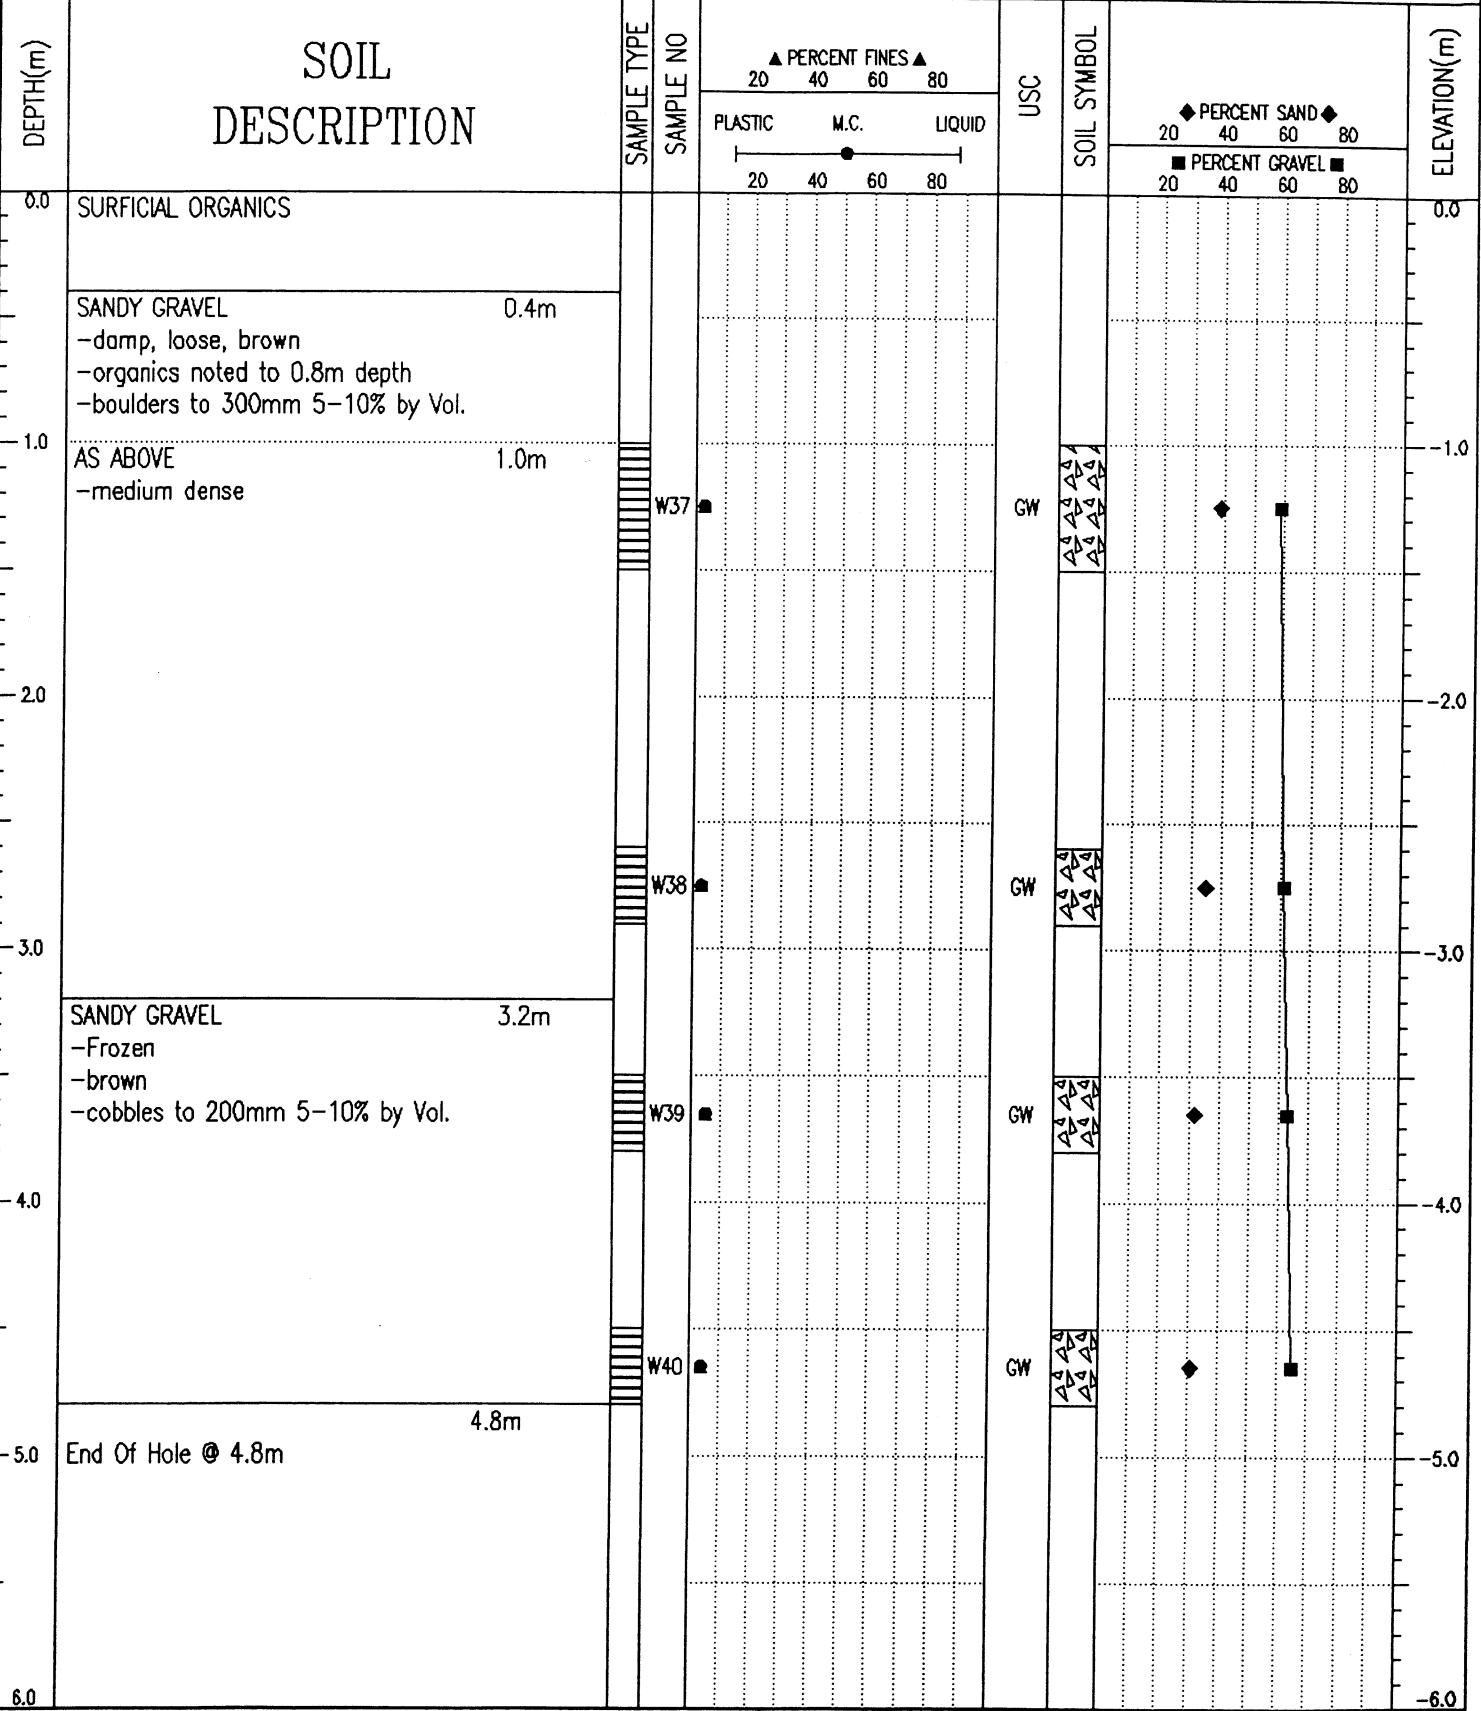 DEPTH(m)
SOIL
DESCRIPTION
SAMPLE TYPE
SAMPLE NO
▲ PERCENT FINES ▲
20 40 60 80
PLASTIC M.C. LIQUID
20 40 60 80
USC
SOIL SYMBOL
◆ PERCENT SAND ◆
20 40 60 80
■ PERCENT GRAVEL ■
20 40 60 80
ELEVATION(m)
0.0
SURFICIAL ORGANICS
0.0
SANDY GRAVEL 0.4m
-damp, loose, brown
-organics noted to 0.8m depth
-boulders to 300mm 5-10% by Vol.
1.0
-1.0
AS ABOVE 1.0m
-medium dense
W37
GW
2.0
-2.0
W38
GW
3.0
-3.0
SANDY GRAVEL 3.2m
-Frozen
-brown
-cobbles to 200mm 5-10% by Vol.
W39
GW
4.0
-4.0
W40
GW
4.8m
5.0
End Of Hole @ 4.8m
-5.0
6.0
-6.0